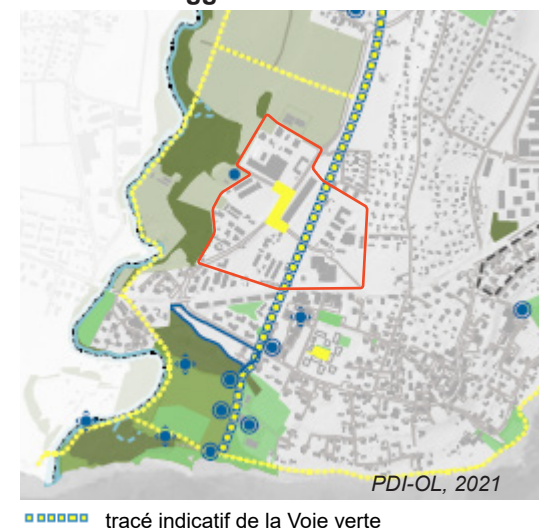 PDI-OL, 2021
tracé indicatif de la Voie verte